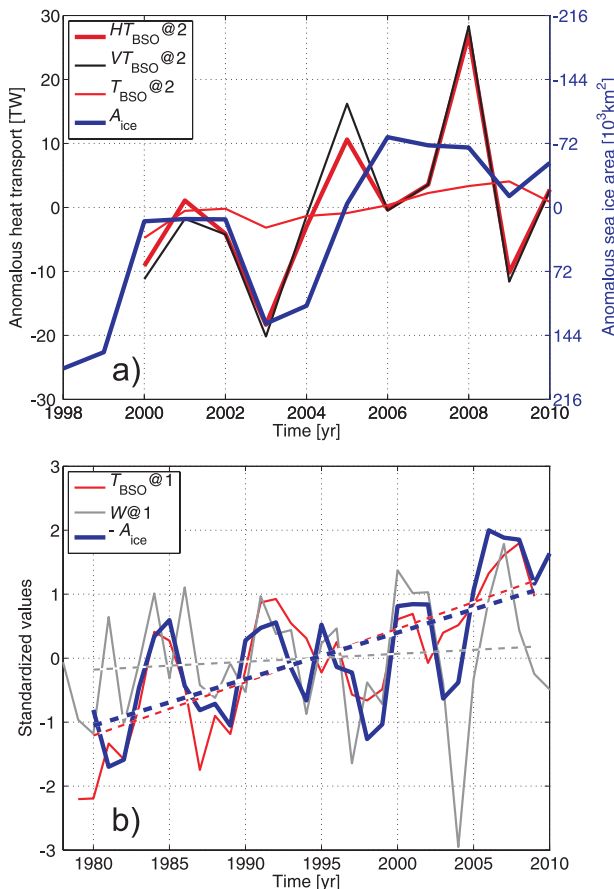 30
20
10
0
-10
-20
-30
Anomalous heat transport [TW]
HT_BSO@2
VT_BSO@2
T_BSO@2
A_ice
-216
-144
-72
0
72
144
216
Anomalous sea ice area [10³km²]
a)
1998 2000 2002 2004 2006 2008 2010
Time [yr]
3
2
1
0
-1
-2
-3
Standardized values
T_BSO@1
W@1
- A_ice
b)
1980 1985 1990 1995 2000 2005 2010
Time [yr]